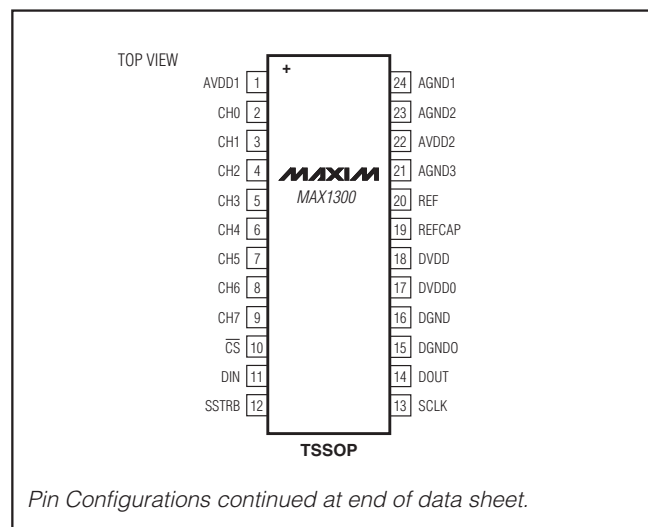 TOP VIEW
+
AVDD1 1 24 AGND1
CH0 2 23 AGND2
CH1 3 22 AVDD2
CH2 4 21 AGND3
MAXIM
CH3 5 MAX1300 20 REF
CH4 6 19 REFCAP
CH5 7 18 DVDD
CH6 8 17 DVDD0
CH7 9 16 DGND
C̅S̅ 10 15 DGNDO
DIN 11 14 DOUT
SSTRB 12 13 SCLK
TSSOP
Pin Configurations continued at end of data sheet.